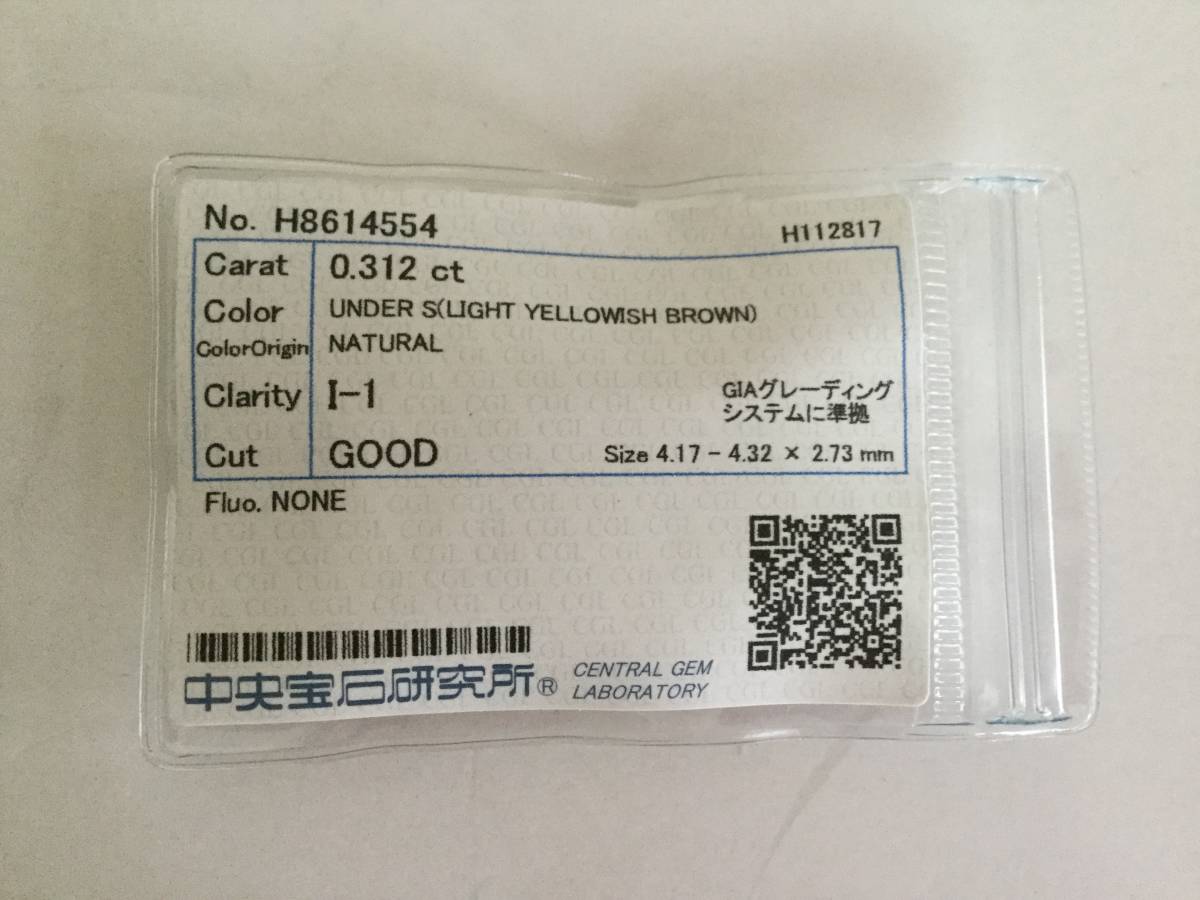 No. H8614554
H112817
Carat 0.312 ct
Color UNDER S(LIGHT YELLOWISH BROWN)
ColorOrigin NATURAL
Clarity I-1
GIAグレーディング
システムに準拠
Cut GOOD Size 4.17 - 4.32 × 2.73 mm
Fluo. NONE
中央宝石研究所®
CENTRAL GEM
LABORATORY